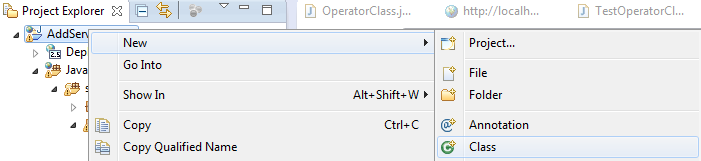 Project Explorer
OperatorClass.j...
http://localh...
TestOperatorCl...
AddServ
New
Project...
Dep
Go Into
Java
File
Show In Alt+Shift+W
Folder
Copy Ctrl+C
Annotation
Copy Qualified Name
Class